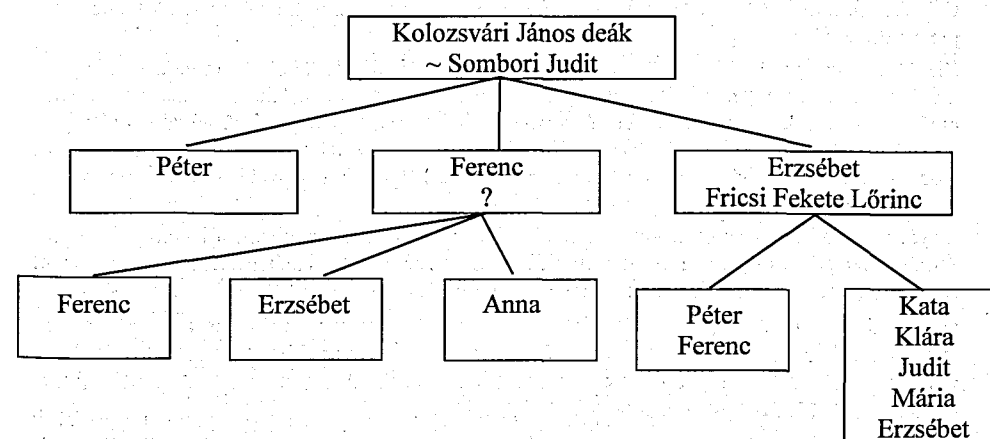 Kolozsvári János deák
~ Sombori Judit
Péter
Ferenc
?
Erzsébet
Fricsi Fekete Lőrinc
Ferenc
Erzsébet
Anna
Péter
Ferenc
Kata
Klára
Judit
Mária
Erzsébet